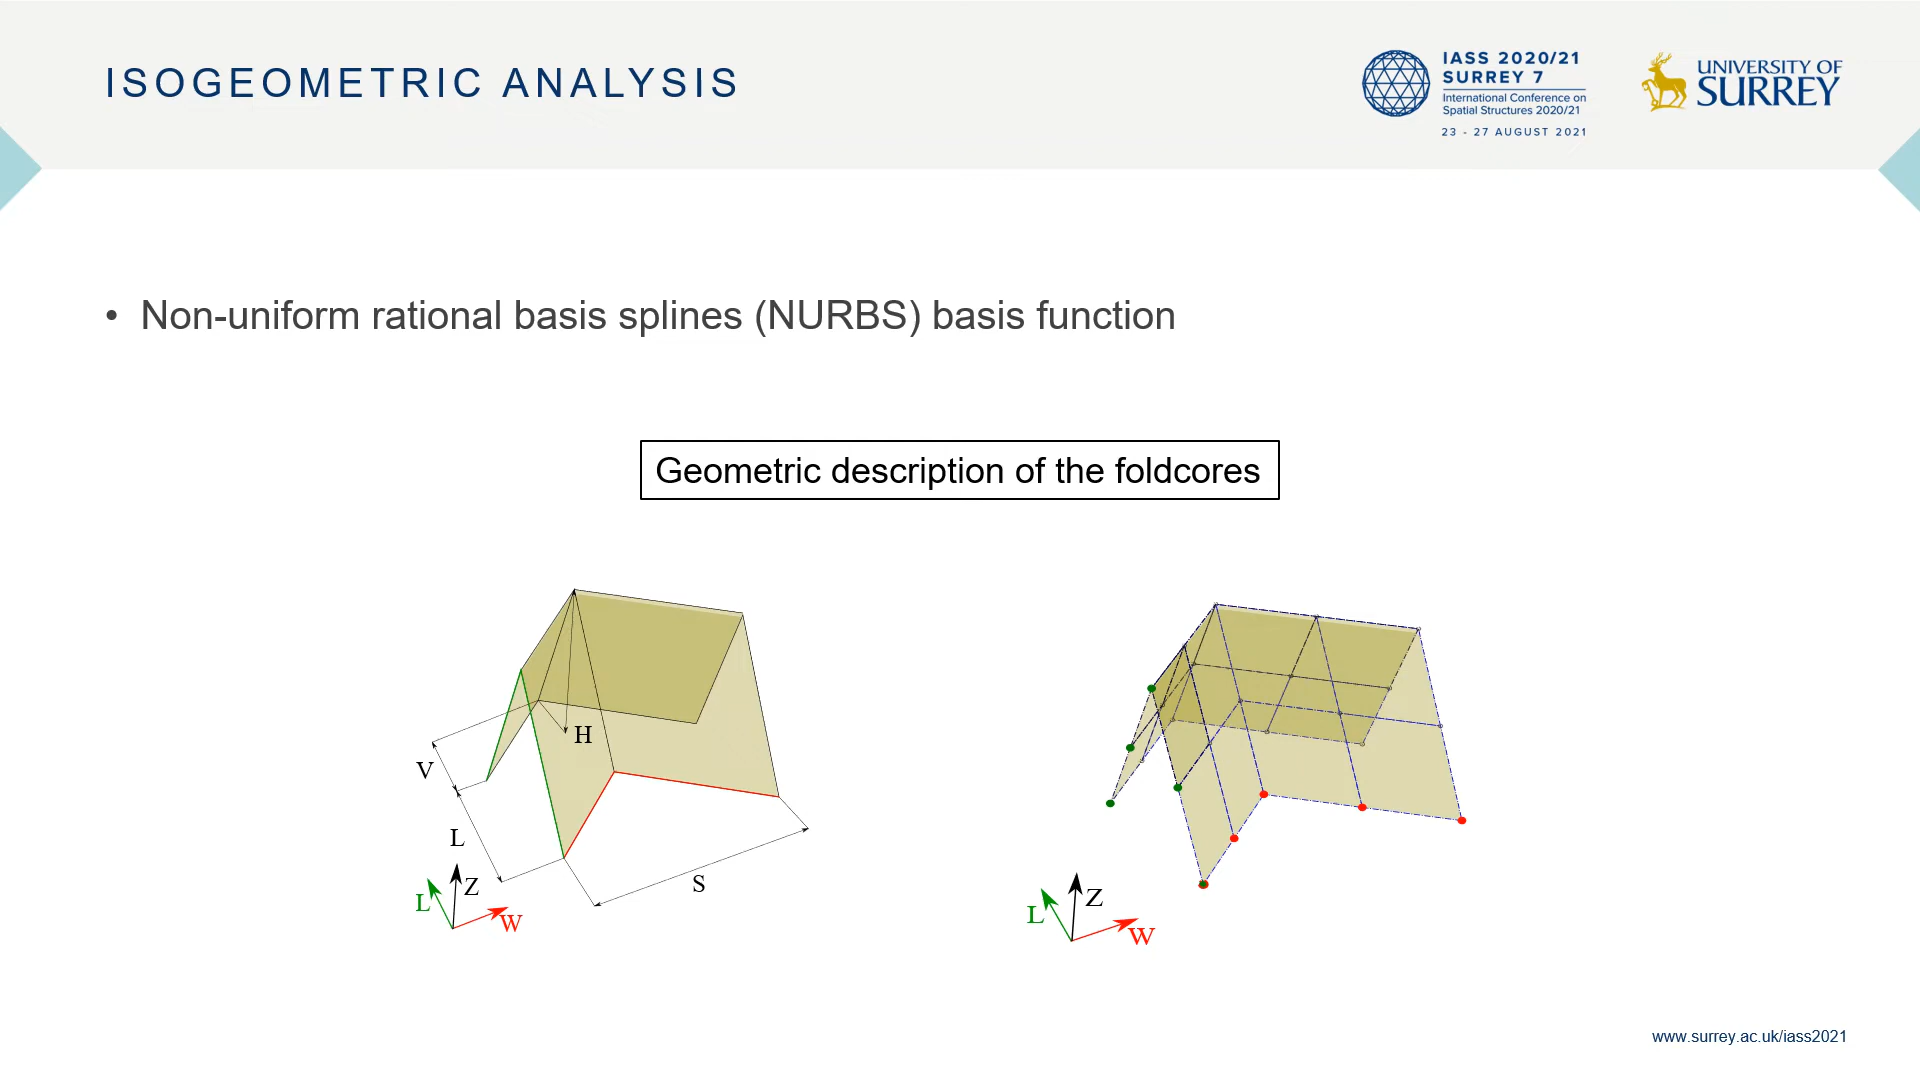 ISOGEOMETRIC ANALYSIS
IASS 2020/21
SURREY 7
International Conference on
Spatial Structures 2020/21
23 - 27 AUGUST 2021
UNIVERSITY OF
SURREY
• Non-uniform rational basis splines (NURBS) basis function
Geometric description of the foldcores
H
V
L
S
Z
L
W
Z
L
W
www.surrey.ac.uk/iass2021